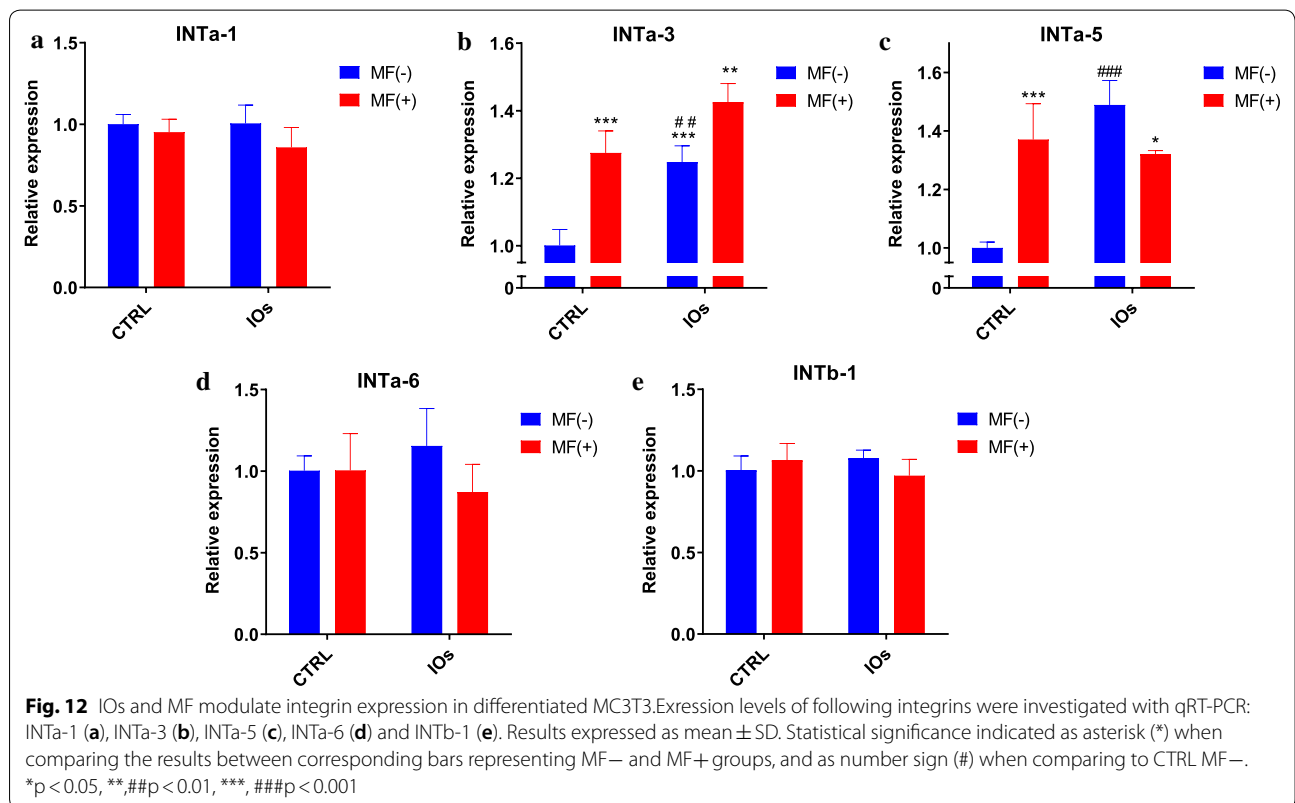 a
INTa-1
Relative expression
1.5
1.0
0.5
0.0
CTRL
IOs
MF(-)
MF(+)
b
INTa-3
Relative expression
1.6
1.4
1.2
1.0
0
***
# #
***
**
CTRL
IOs
MF(-)
MF(+)
c
INTa-5
Relative expression
1.6
1.4
1.2
1.0
0
***
###
*
CTRL
IOs
MF(-)
MF(+)
d
INTa-6
Relative expression
1.5
1.0
0.5
0.0
CTRL
IOs
MF(-)
MF(+)
e
INTb-1
Relative expression
1.5
1.0
0.5
0.0
CTRL
IOs
MF(-)
MF(+)
Fig. 12 IOs and MF modulate integrin expression in differentiated MC3T3.Exression levels of following integrins were investigated with qRT-PCR:
INTa-1 (a), INTa-3 (b), INTa-5 (c), INTa-6 (d) and INTb-1 (e). Results expressed as mean ± SD. Statistical significance indicated as asterisk (*) when
comparing the results between corresponding bars representing MF− and MF+ groups, and as number sign (#) when comparing to CTRL MF−.
*p < 0.05, **,##p < 0.01, ***, ###p < 0.001